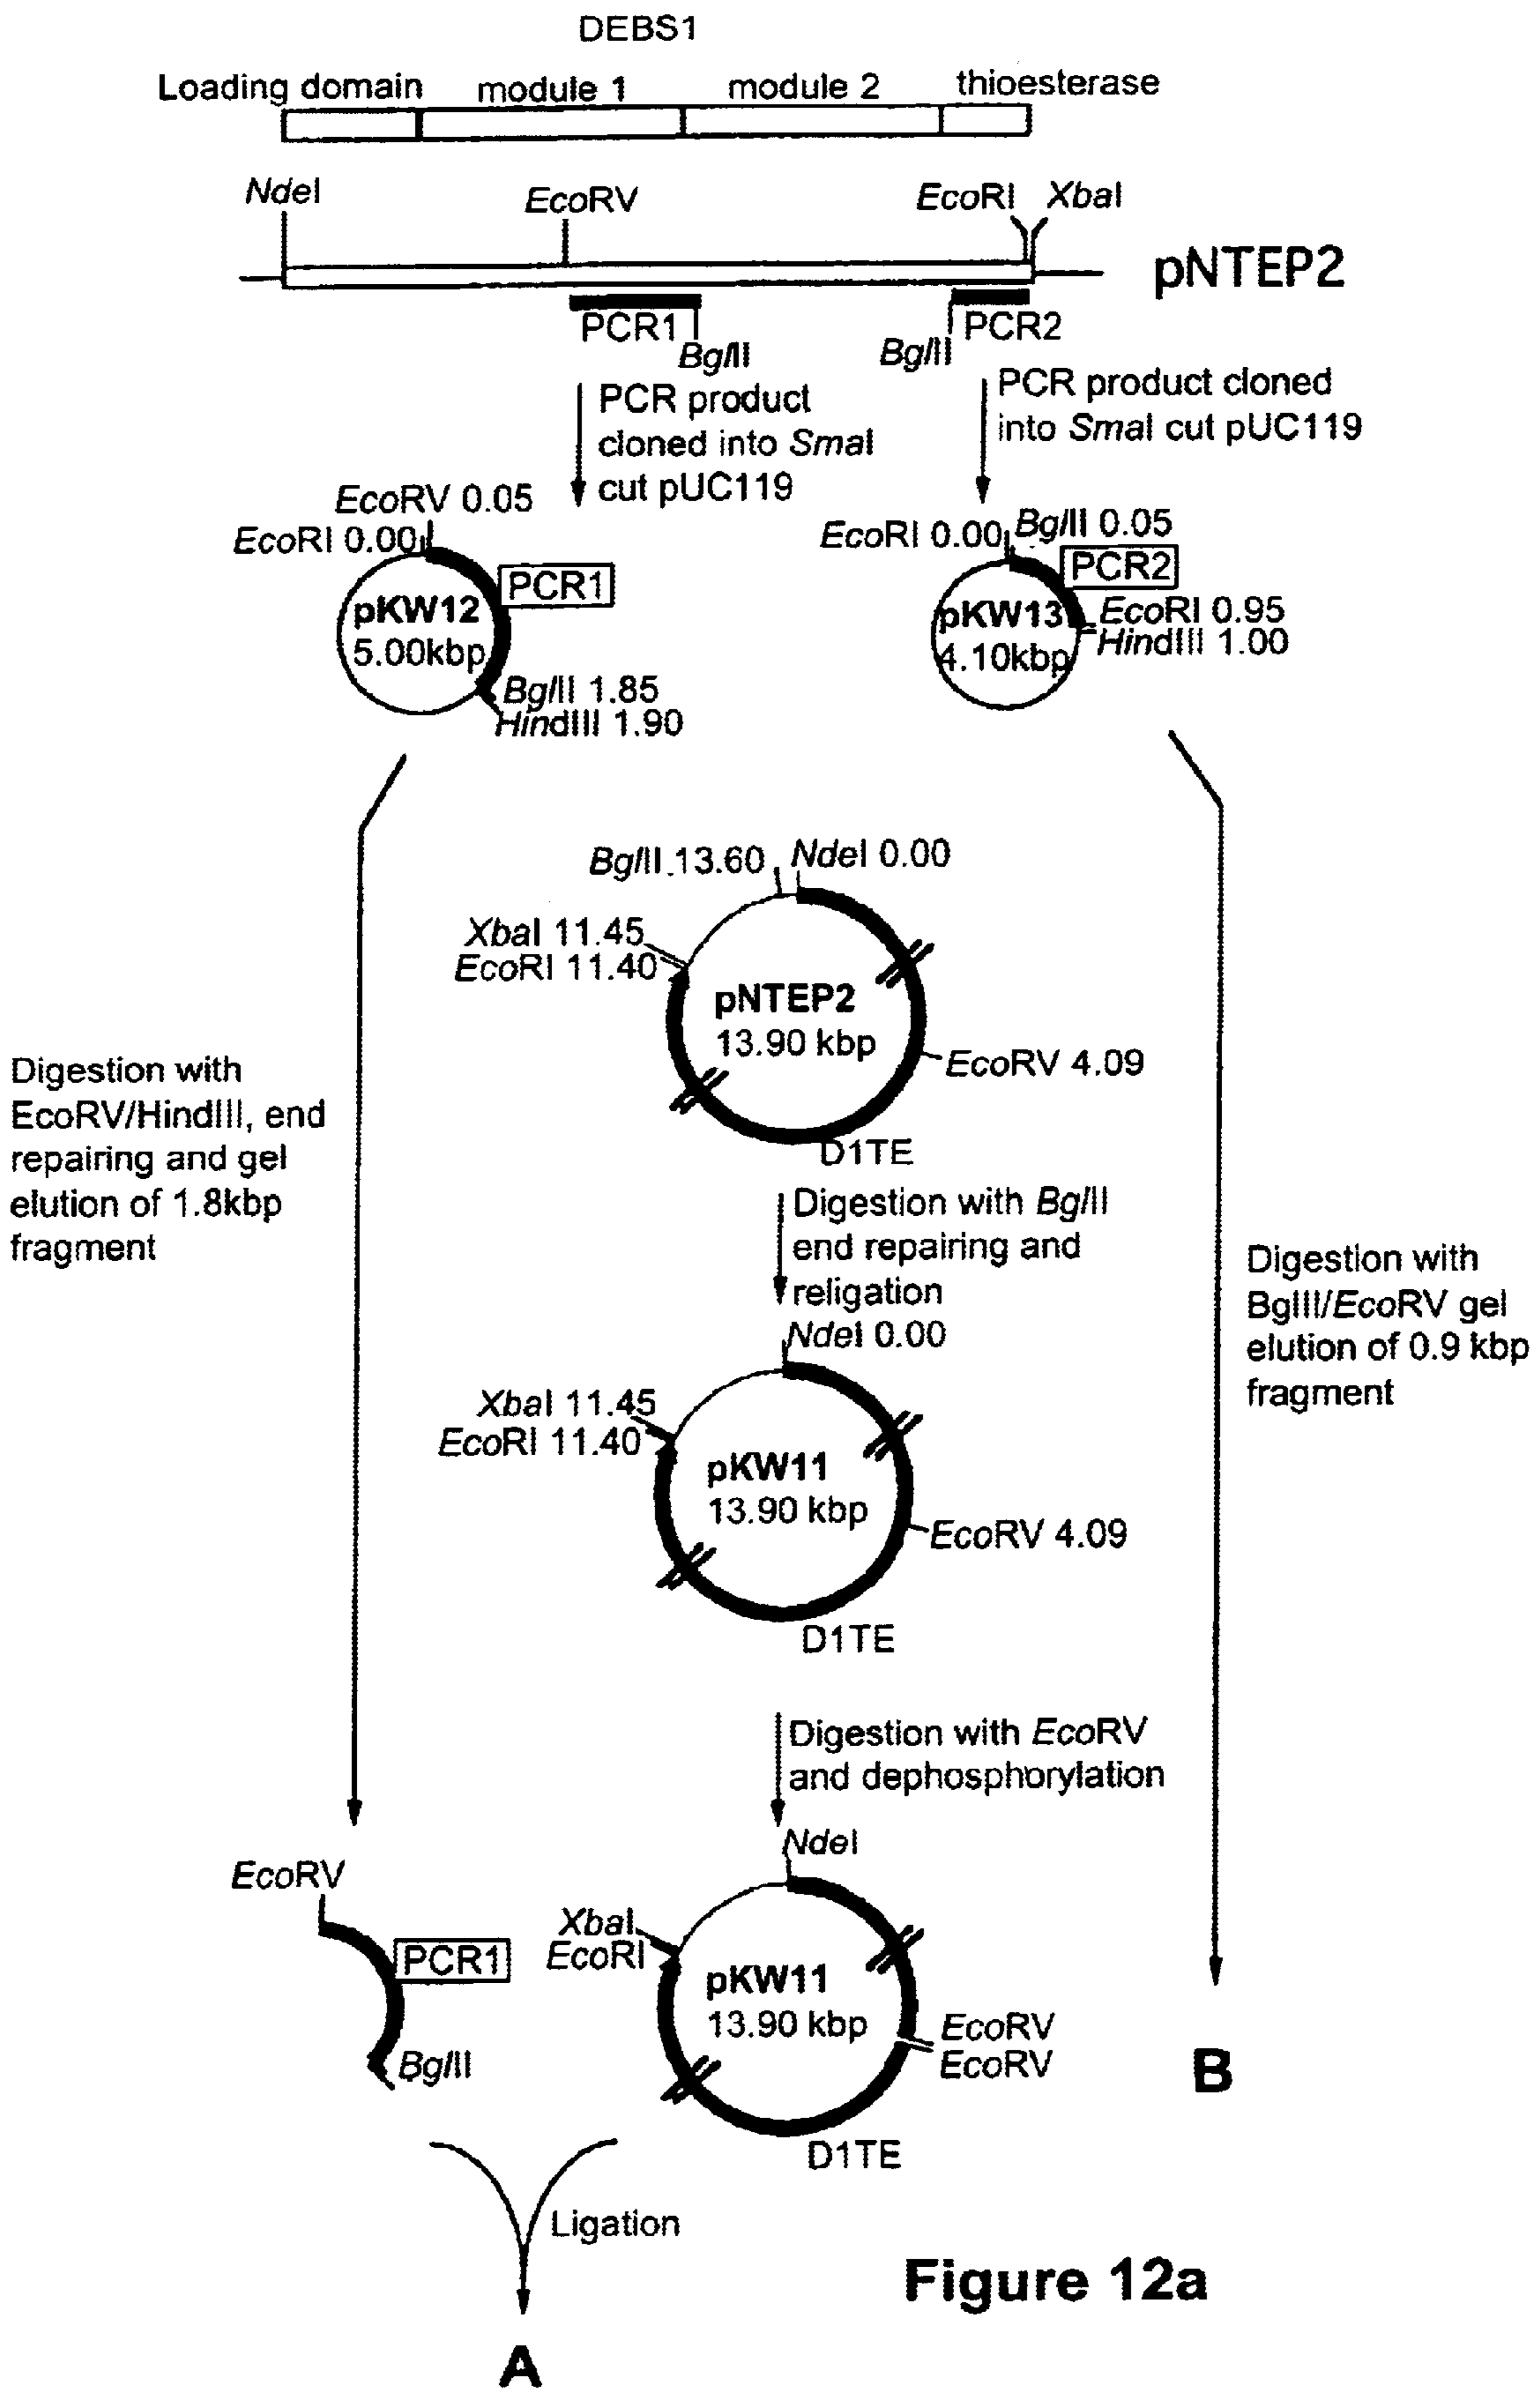 DEBS1
Loading domain
module 1
module 2
thioesterase
NdeI
EcoRV
EcoRI
XbaI
pNTEP2
PCR1
BglII
BglII
PCR2
PCR product
cloned into SmaI
cut pUC119
PCR product cloned
into SmaI cut pUC119
EcoRV 0.05
EcoRI 0.00
PCR1
pKW12
5.00kbp
BglII 1.85
HindIII 1.90
EcoRI 0.00
BglII 0.05
PCR2
pKW13
4.10kbp
EcoRI 0.95
HindIII 1.00
BglII 13.60
NdeI 0.00
XbaI 11.45
EcoRI 11.40
pNTEP2
13.90 kbp
EcoRV 4.09
D1TE
Digestion with
EcoRV/HindIII, end
repairing and gel
elution of 1.8kbp
fragment
Digestion with BglII
end repairing and
religation
Digestion with
BglII/EcoRV gel
elution of 0.9 kbp
fragment
NdeI 0.00
XbaI 11.45
EcoRI 11.40
pKW11
13.90 kbp
EcoRV 4.09
D1TE
Digestion with EcoRV
and dephosphorylation
EcoRV
PCR1
BglII
NdeI
XbaI
EcoRI
pKW11
13.90 kbp
EcoRV
EcoRV
D1TE
B
Ligation
A
Figure 12a